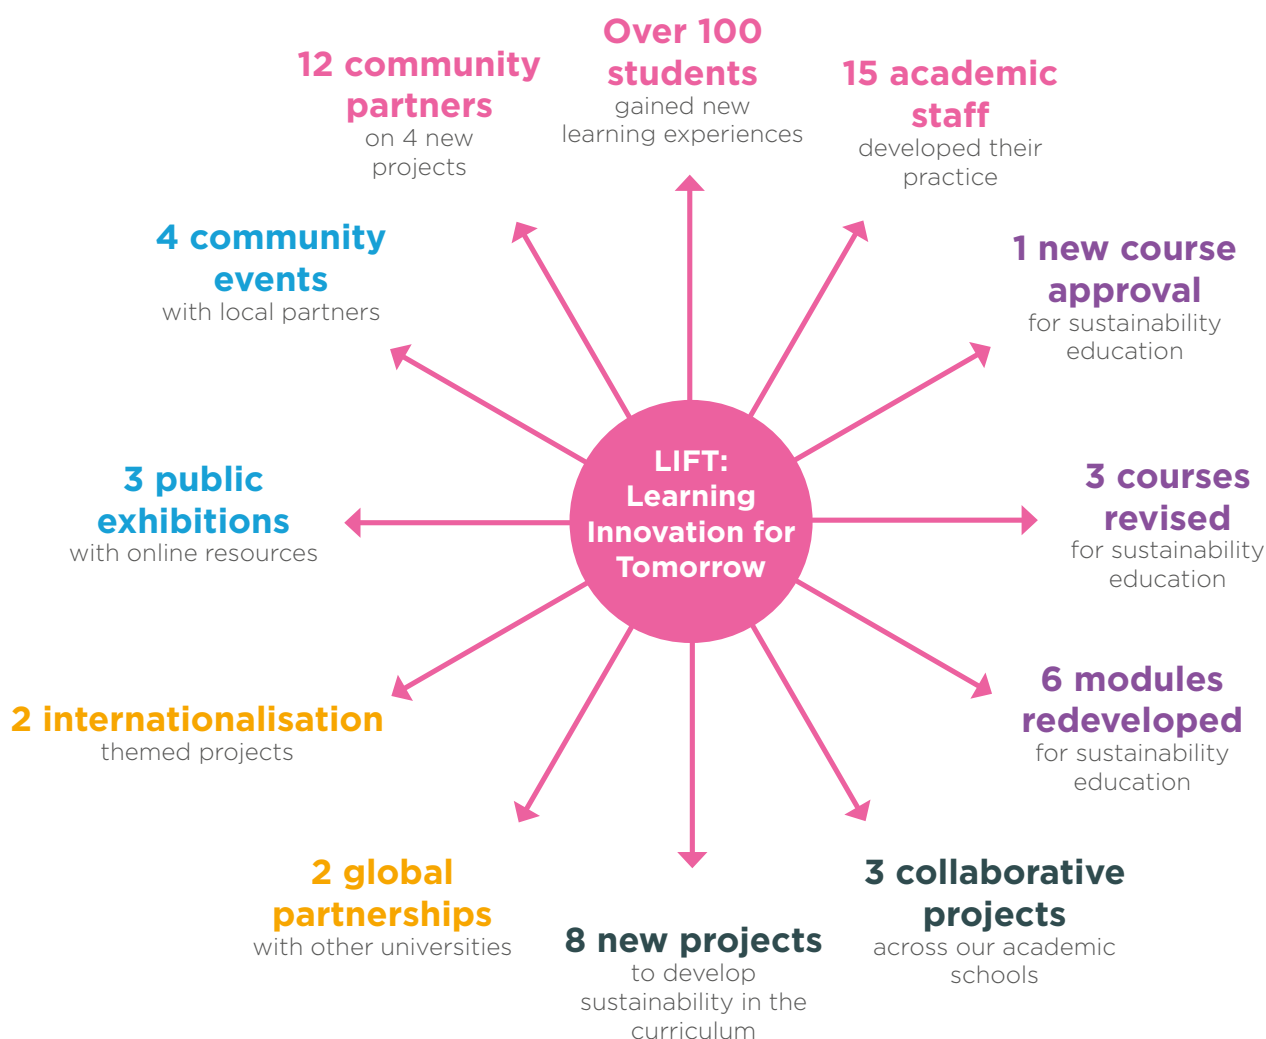 Over 100
students
gained new
learning experiences
15 academic
staff
developed their
practice
1 new course
approval
for sustainability
education
3 courses
revised
for sustainability
education
6 modules
redeveloped
for sustainability
education
3 collaborative
projects
across our academic
schools
8 new projects
to develop
sustainability in the
curriculum
2 global
partnerships
with other universities
2 internationalisation
themed projects
3 public
exhibitions
with online resources
4 community
events
with local partners
12 community
partners
on 4 new
projects
LIFT:
Learning
Innovation for
Tomorrow